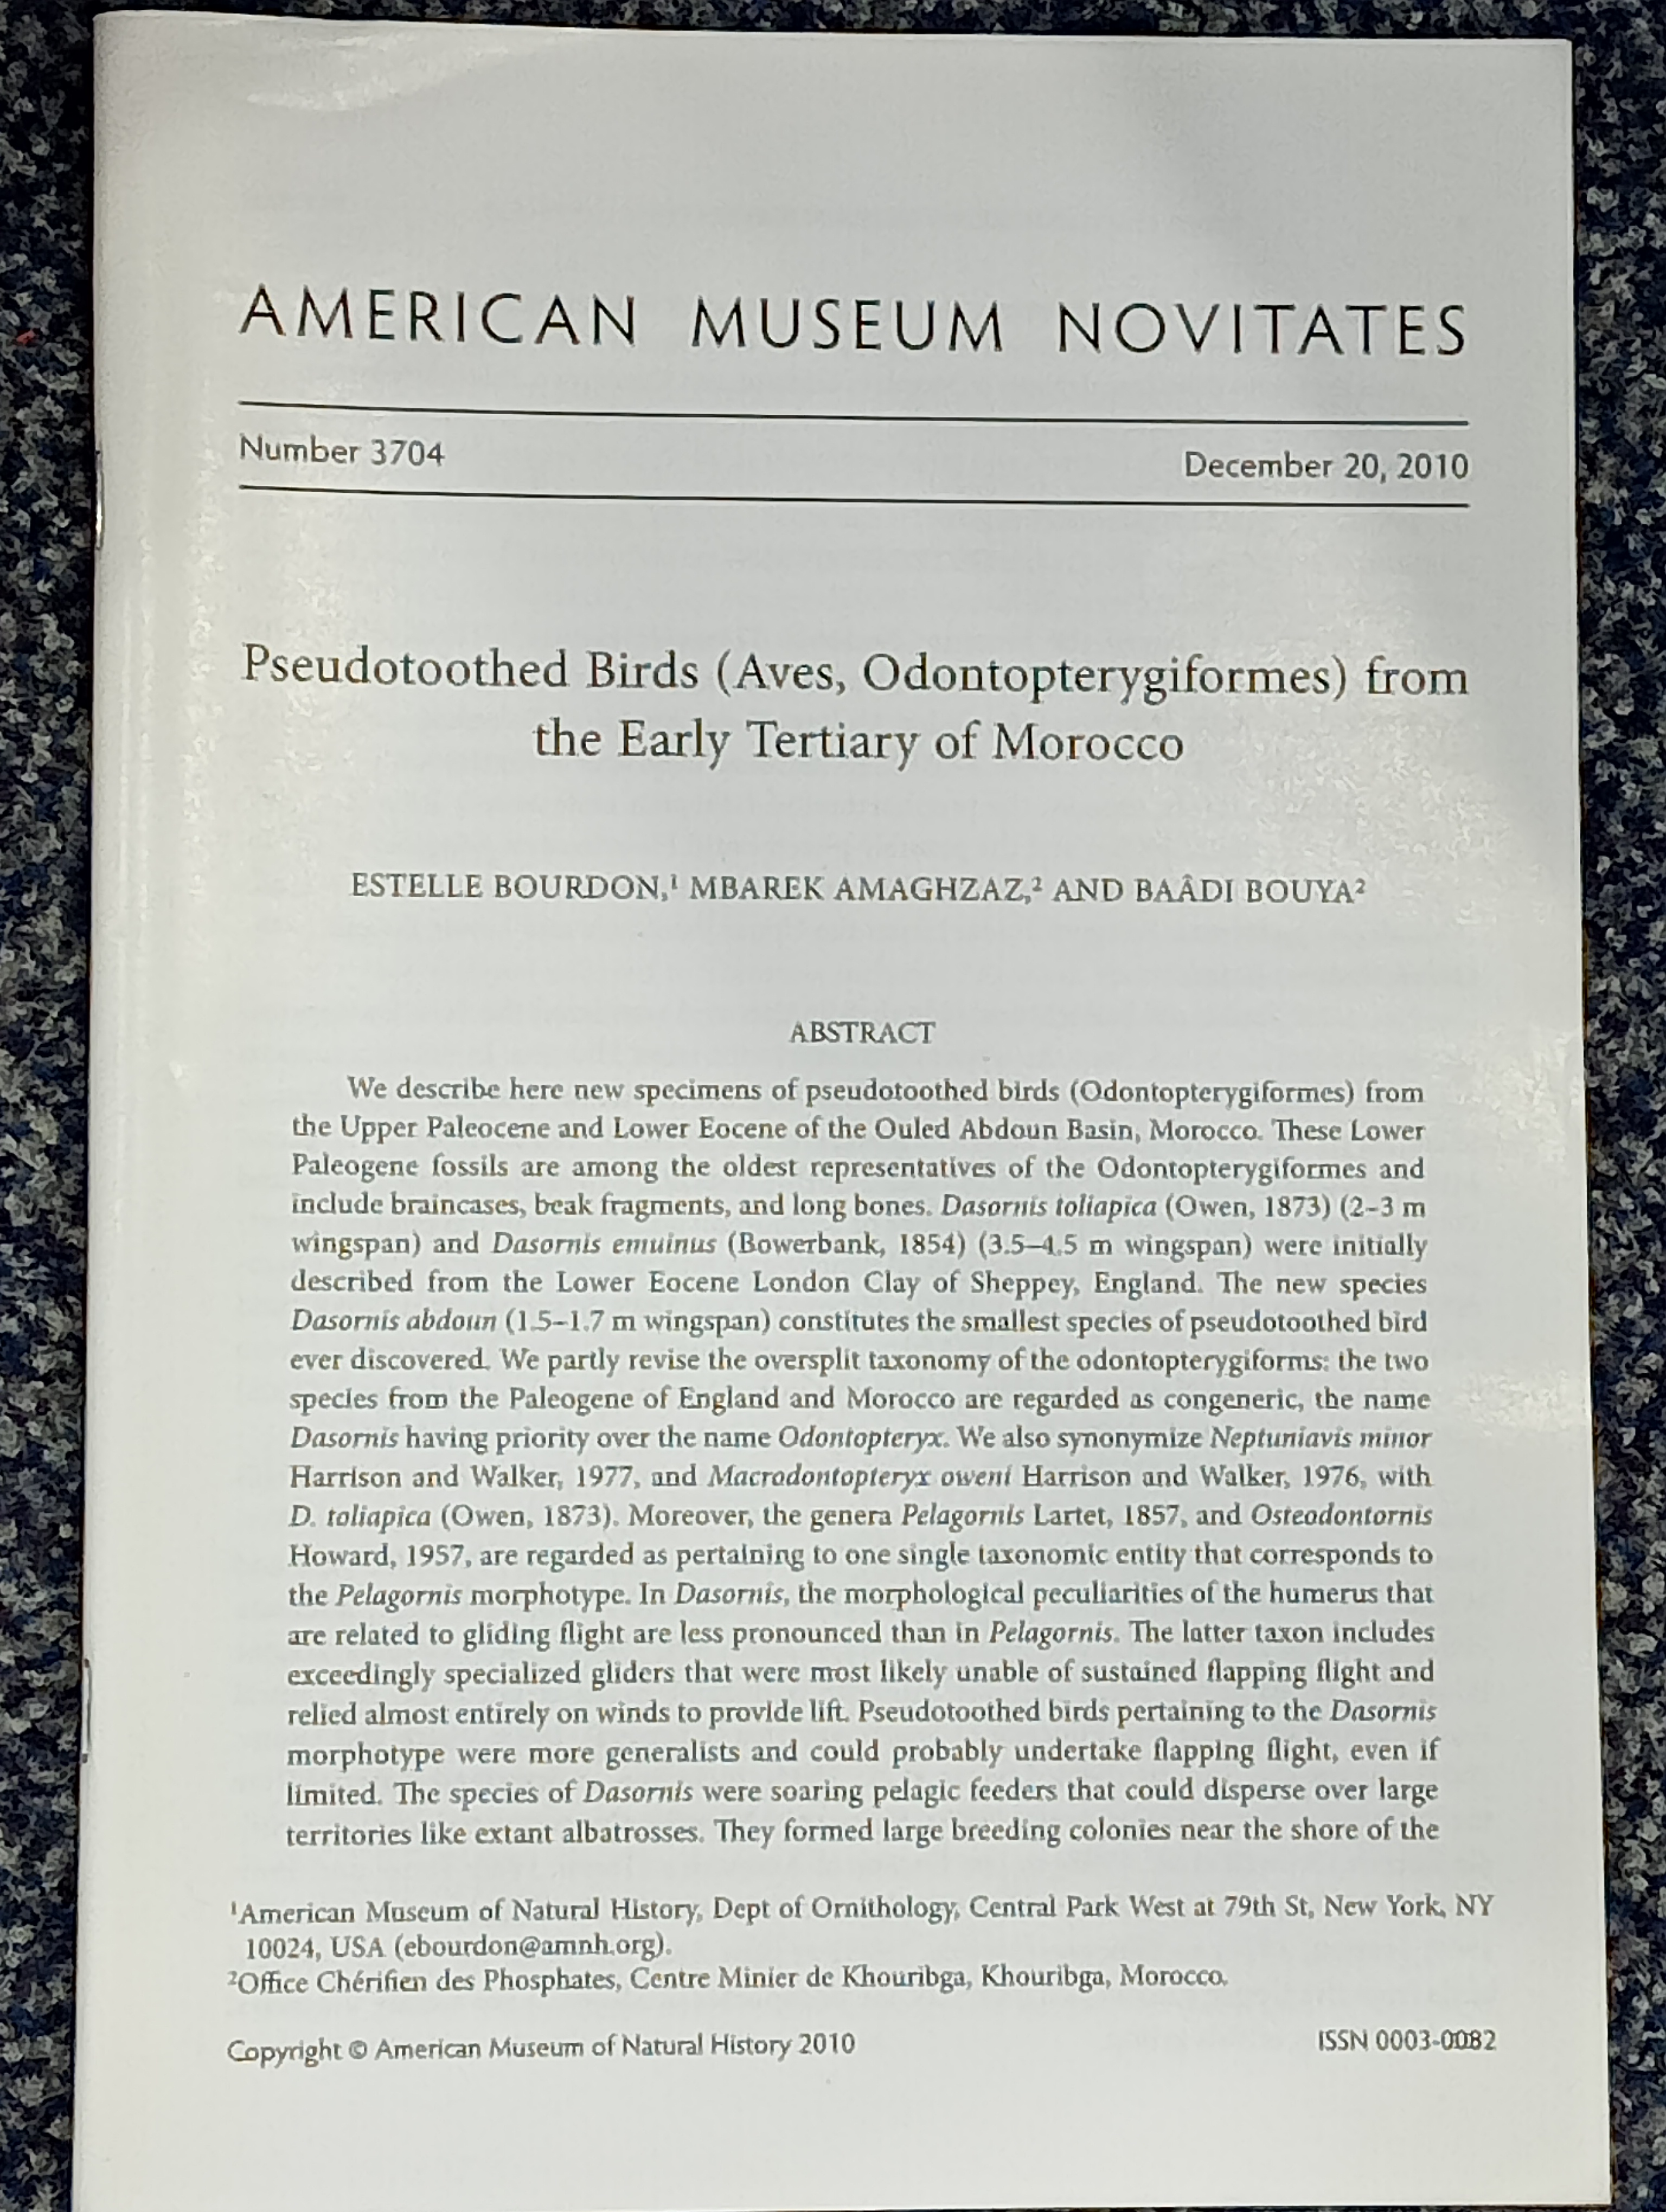 AMERICAN MUSEUM NOVITATES
Number 3704
December 20, 2010
Pseudotoothed Birds (Aves, Odontopterygiformes) from
the Early Tertiary of Morocco
ESTELLE BOURDON,¹ MBAREK AMAGHZAZ,² AND BAÂDI BOUYA²
ABSTRACT
We describe here new specimens of pseudotoothed birds (Odontopterygiformes) from
the Upper Paleocene and Lower Eocene of the Ouled Abdoun Basin, Morocco. These Lower
Paleogene fossils are among the oldest representatives of the Odontopterygiformes and
include braincases, beak fragments, and long bones. Dasornis toliapica (Owen, 1873) (2–3 m
wingspan) and Dasornis emuinus (Bowerbank, 1854) (3.5–4.5 m wingspan) were initially
described from the Lower Eocene London Clay of Sheppey, England. The new species
Dasornis abdoun (1.5–1.7 m wingspan) constitutes the smallest species of pseudotoothed bird
ever discovered. We partly revise the oversplit taxonomy of the odontopterygiforms: the two
species from the Paleogene of England and Morocco are regarded as congeneric, the name
Dasornis having priority over the name Odontopteryx. We also synonymize Neptuniavis minor
Harrison and Walker, 1977, and Macrodontopteryx oweni Harrison and Walker, 1976, with
D. toliapica (Owen, 1873). Moreover, the genera Pelagornis Lartet, 1857, and Osteodontornis
Howard, 1957, are regarded as pertaining to one single taxonomic entity that corresponds to
the Pelagornis morphotype. In Dasornis, the morphological peculiarities of the humerus that
are related to gliding flight are less pronounced than in Pelagornis. The latter taxon includes
exceedingly specialized gliders that were most likely unable of sustained flapping flight and
relied almost entirely on winds to provide lift. Pseudotoothed birds pertaining to the Dasornis
morphotype were more generalists and could probably undertake flapping flight, even if
limited. The species of Dasornis were soaring pelagic feeders that could disperse over large
territories like extant albatrosses. They formed large breeding colonies near the shore of the
¹American Museum of Natural History, Dept of Ornithology, Central Park West at 79th St, New York, NY
10024, USA (ebourdon@amnh.org).
²Office Chérifien des Phosphates, Centre Minier de Khouribga, Khouribga, Morocco.
Copyright © American Museum of Natural History 2010
ISSN 0003-0082